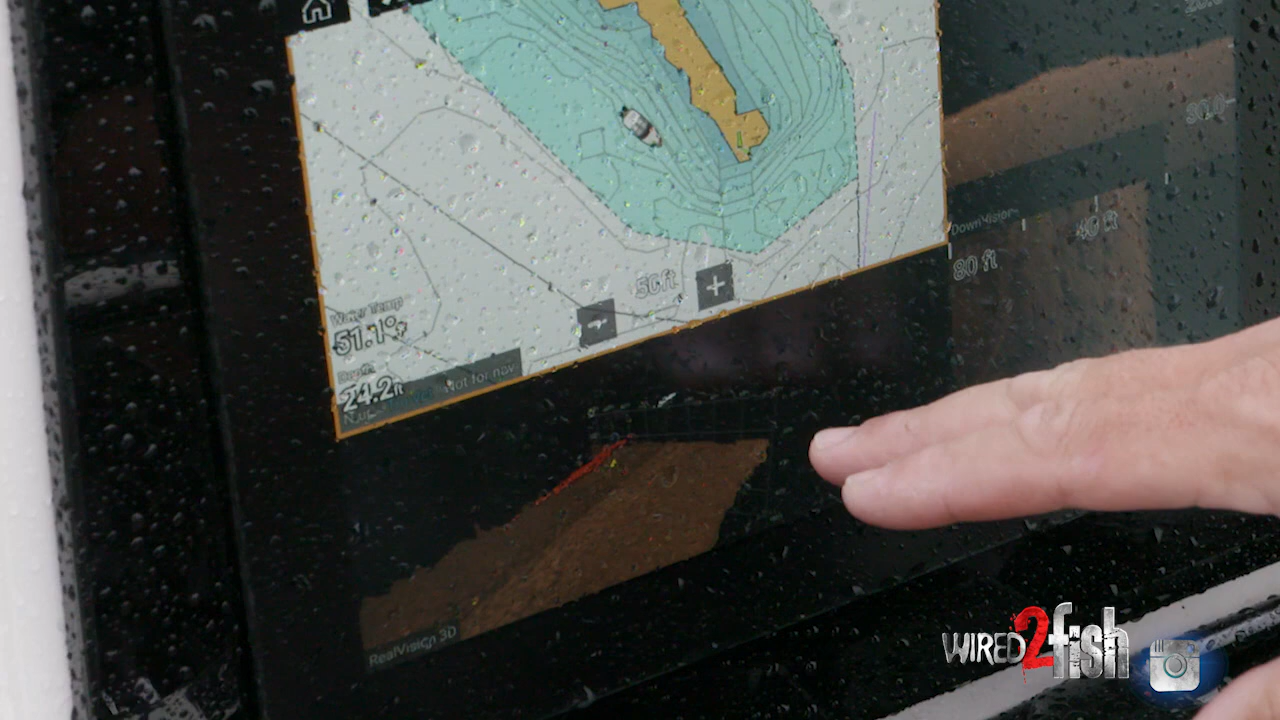 50ft
DownVision
40 ft
80 ft
Water Temp
51.1°F
Depth
24.2ft
Not for nav
RealVision 3D
WIRED2fish